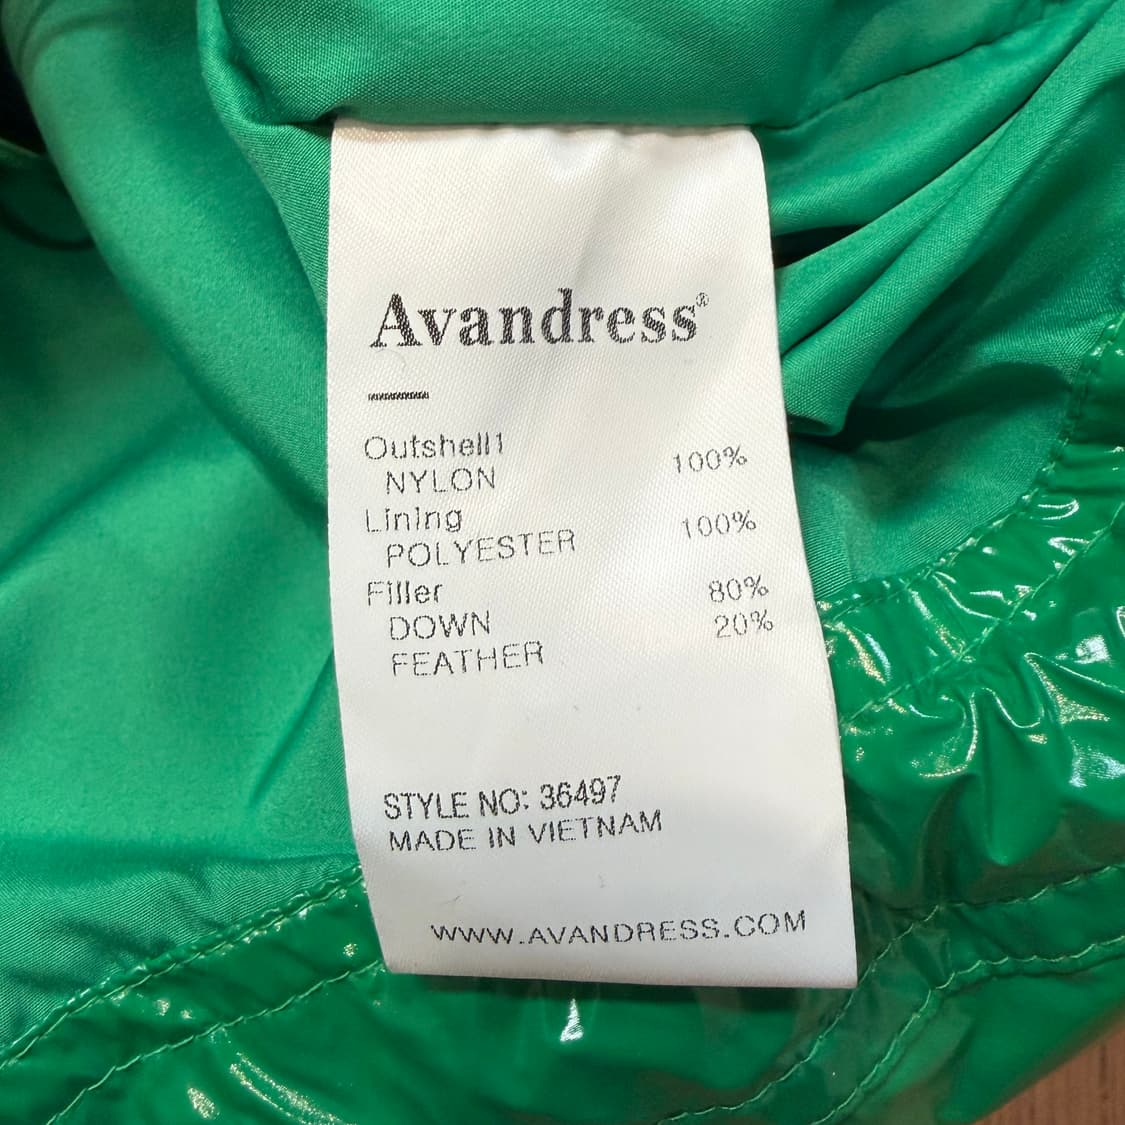 Avandress®
Outshell1
NYLON 100%
Lining
POLYESTER 100%
Filler
DOWN 80%
FEATHER 20%
STYLE NO: 36497
MADE IN VIETNAM
WWW.AVANDRESS.COM